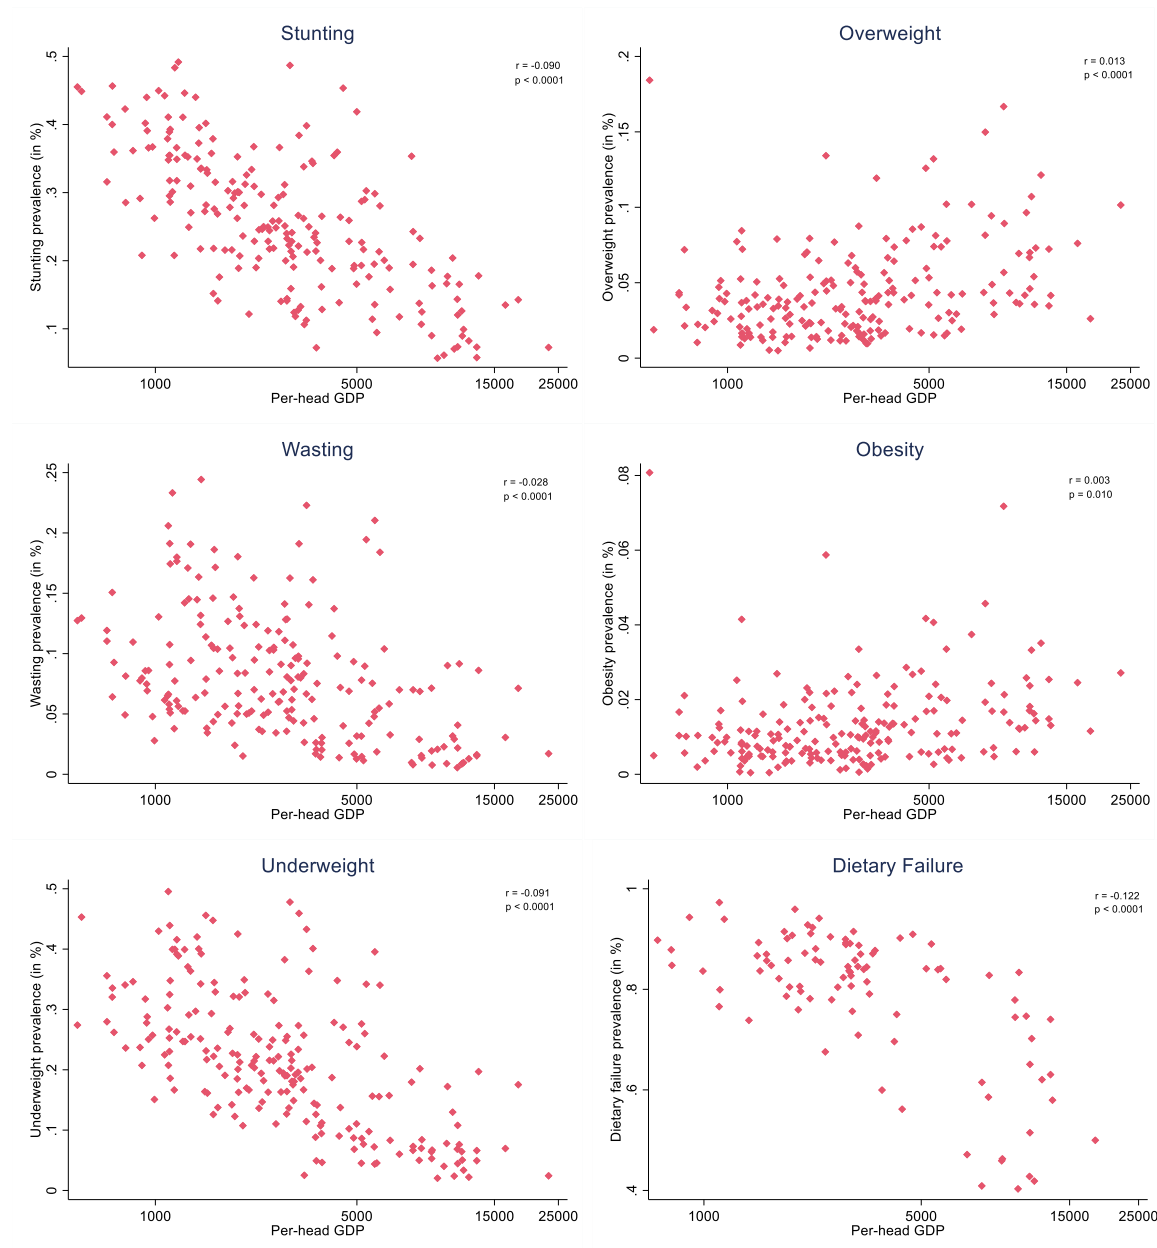 Stunting
r = -0.090
p < 0.0001
Stunting prevalence (in %)
.5
.4
.3
.2
.1
1000 5000 15000 25000
Per-head GDP
Overweight
r = 0.013
p < 0.0001
Overweight prevalence (in %)
.2
.15
.1
.05
0
1000 5000 15000 25000
Per-head GDP
Wasting
r = -0.028
p < 0.0001
Wasting prevalence (in %)
.25
.2
.15
.1
.05
0
1000 5000 15000 25000
Per-head GDP
Obesity
r = 0.003
p = 0.010
Obesity prevalence (in %)
.08
.06
.04
.02
0
1000 5000 15000 25000
Per-head GDP
Underweight
r = -0.091
p < 0.0001
Underweight prevalence (in %)
.5
.4
.3
.2
.1
0
1000 5000 15000 25000
Per-head GDP
Dietary Failure
r = -0.122
p < 0.0001
Dietary failure prevalence (in %)
1
.8
.6
.4
1000 5000 15000 25000
Per-head GDP